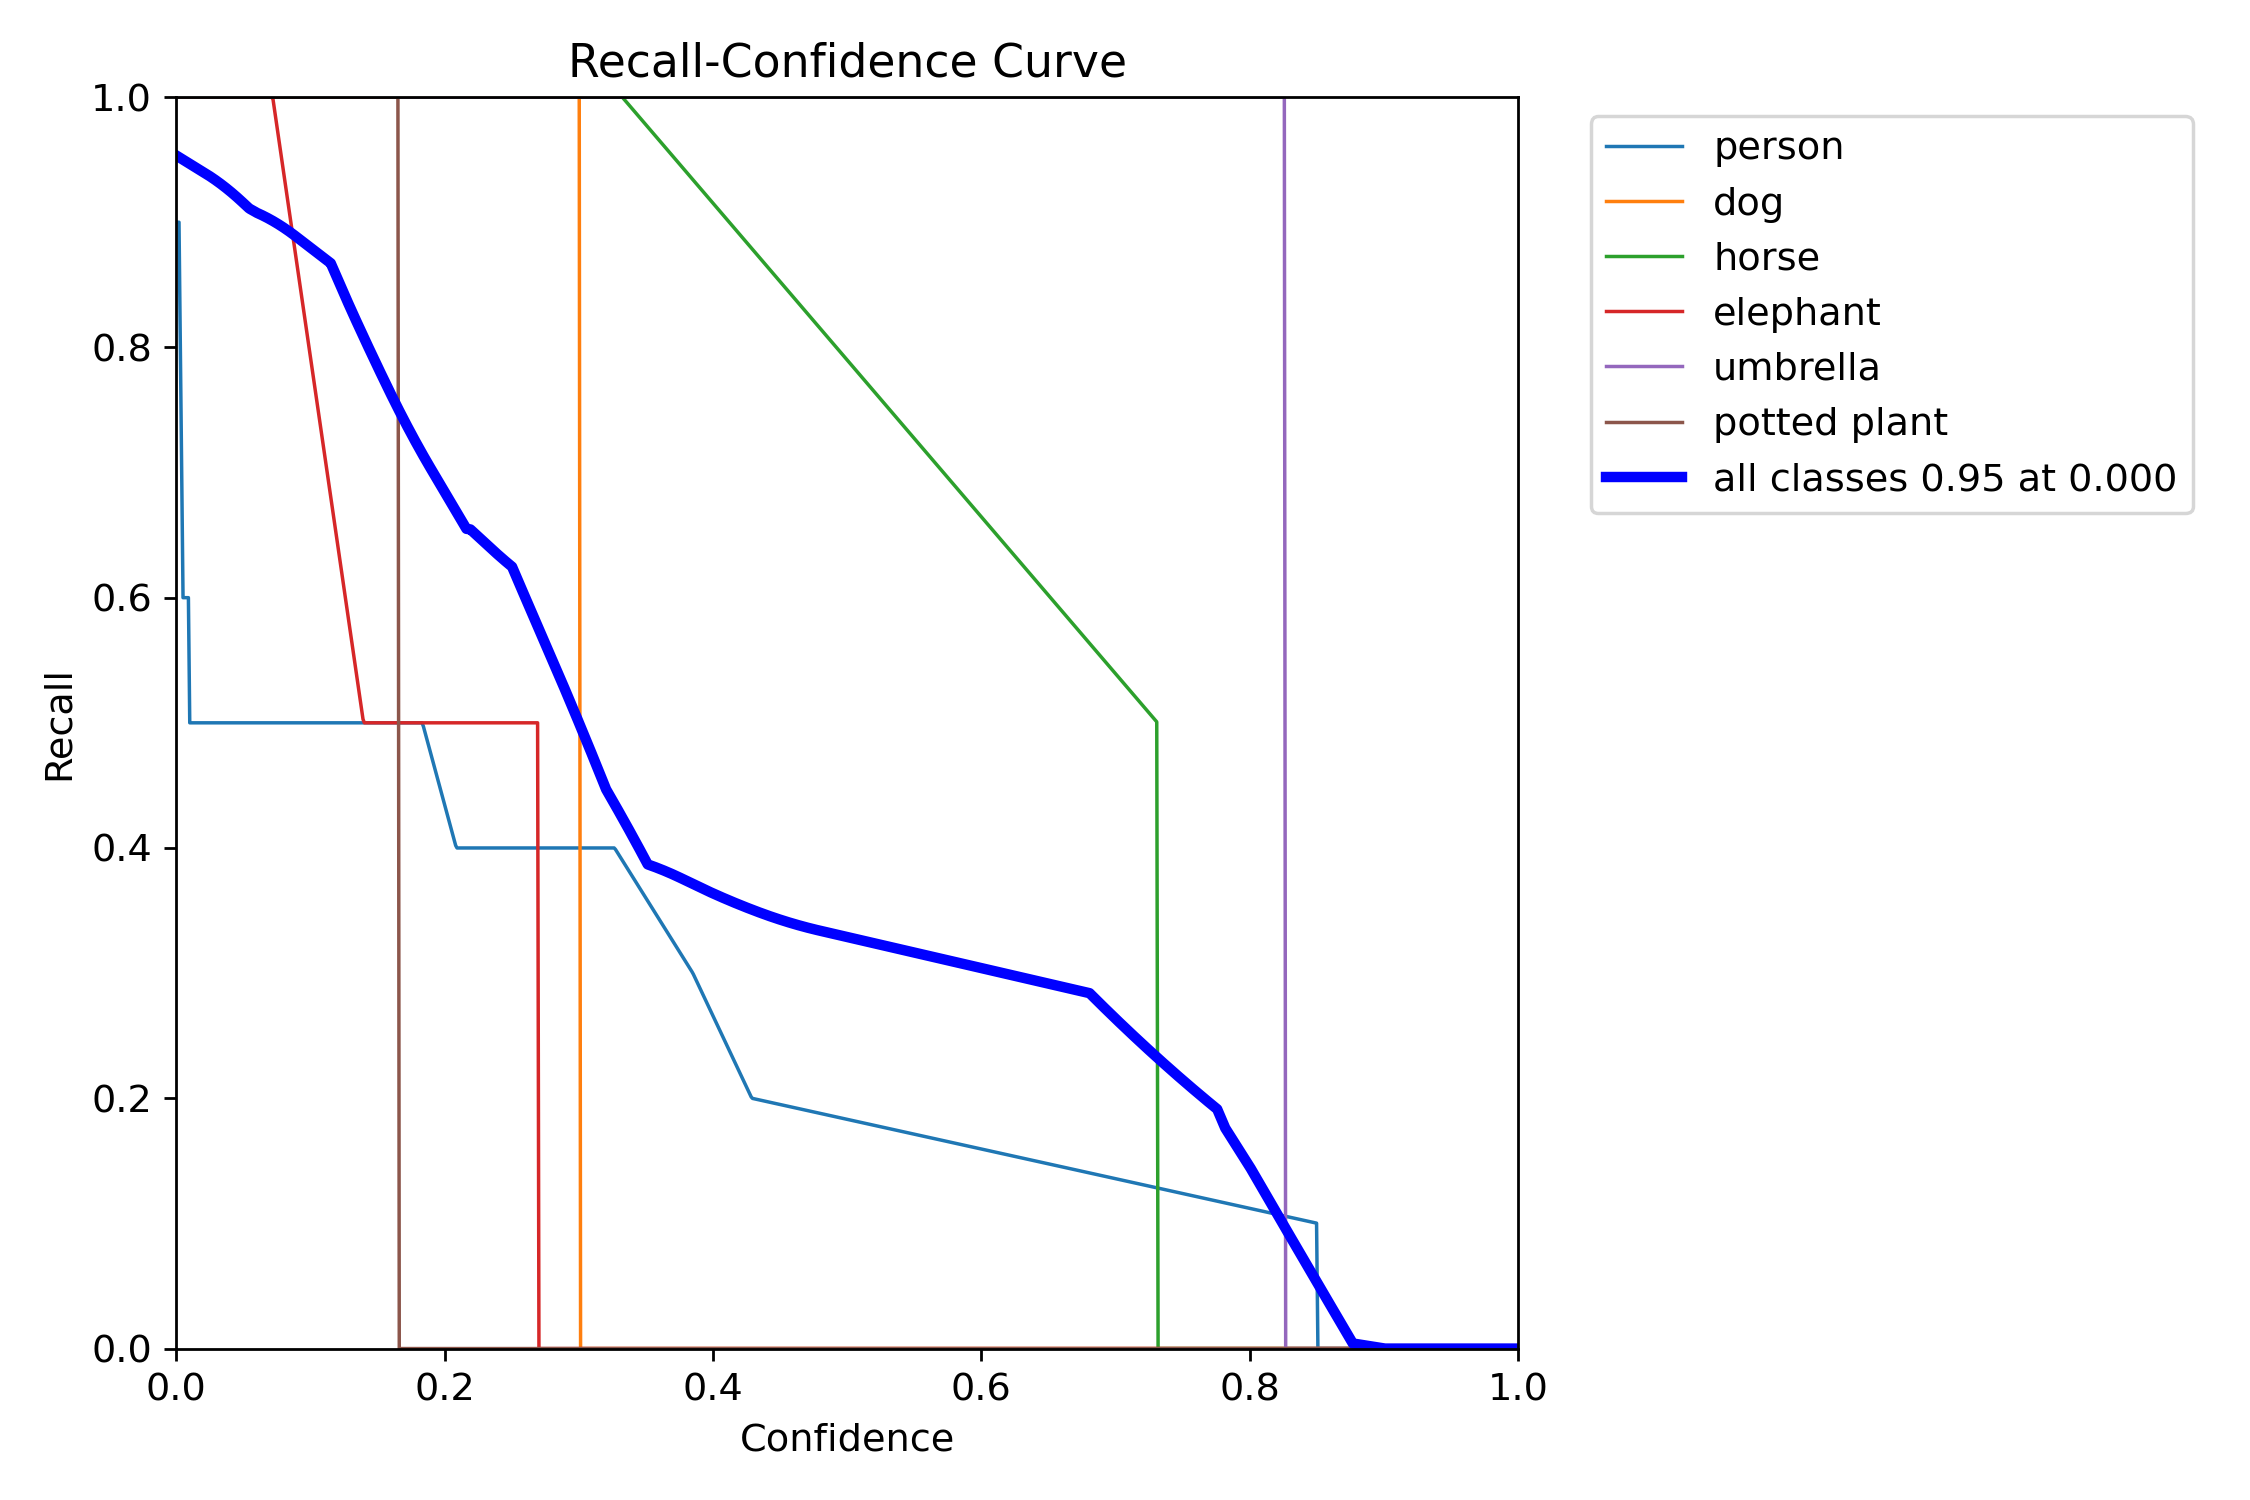 Recall-Confidence Curve
1.0
0.8
0.6
0.4
0.2
0.0
Recall
0.0 0.2 0.4 0.6 0.8 1.0
Confidence
person
dog
horse
elephant
umbrella
potted plant
all classes 0.95 at 0.000